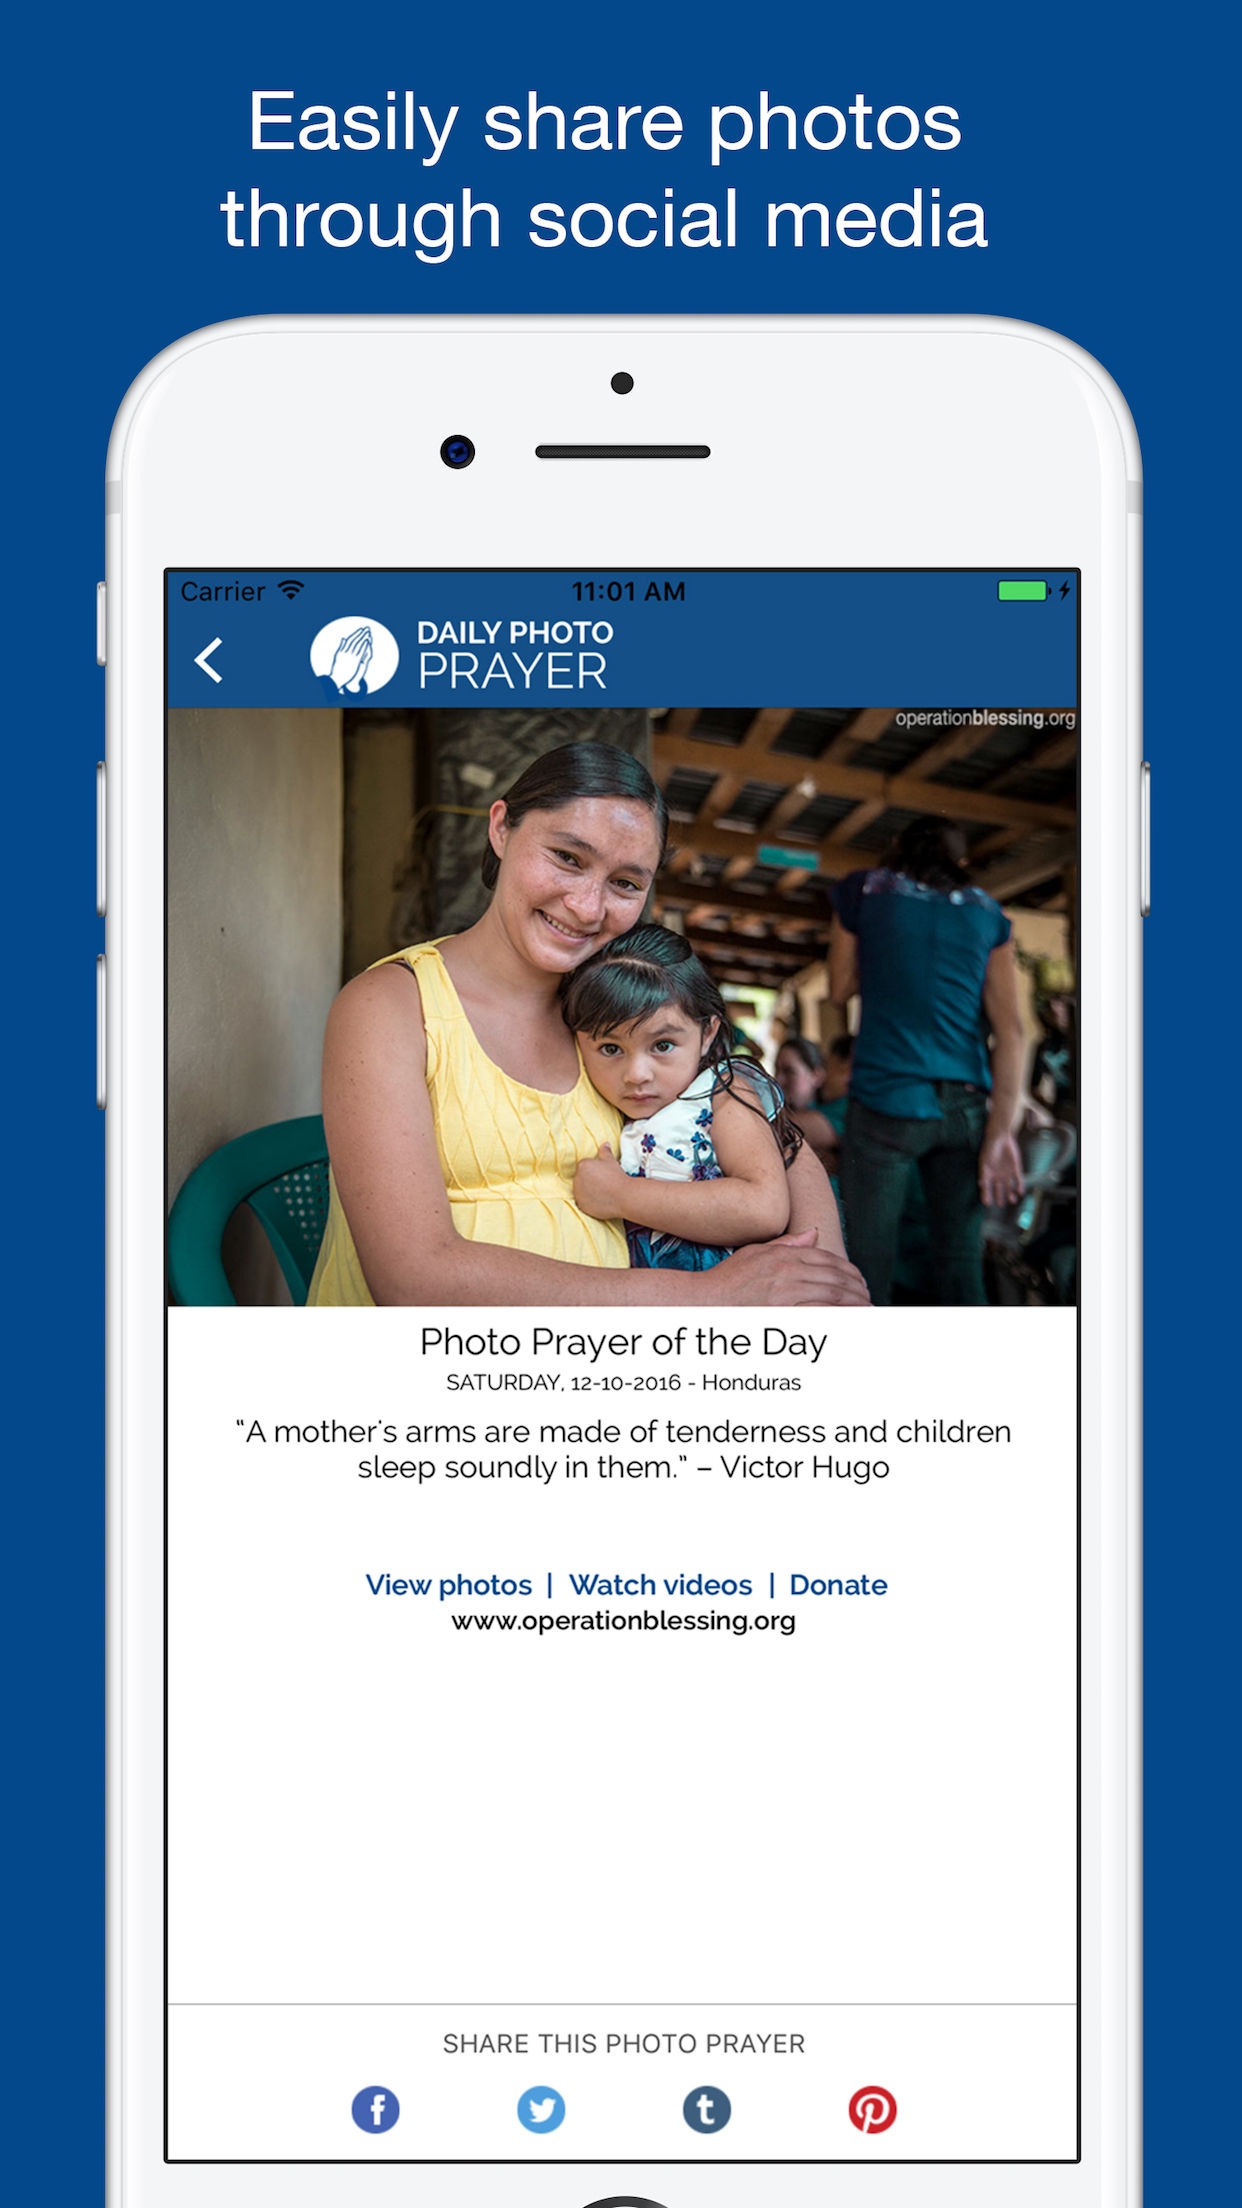 Easily share photos
through social media
Carrier 11:01 AM
DAILY PHOTO
PRAYER
operationblessing.org
Photo Prayer of the Day
SATURDAY, 12-10-2016 - Honduras
“A mother's arms are made of tenderness and children
sleep soundly in them.” – Victor Hugo
View photos | Watch videos | Donate
www.operationblessing.org
SHARE THIS PHOTO PRAYER